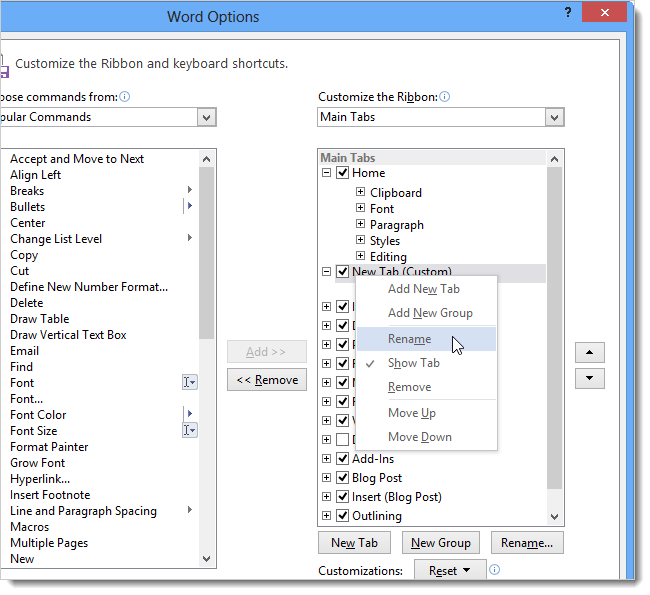 Word Options
?
Customize the Ribbon and keyboard shortcuts.
oose commands from:
pular Commands
Accept and Move to Next
Align Left
Breaks
Bullets
Center
Change List Level
Copy
Cut
Define New Number Format...
Delete
Draw Table
Draw Vertical Text Box
Email
Find
Font
Font...
Font Color
Font Size
Format Painter
Grow Font
Hyperlink...
Insert Footnote
Line and Paragraph Spacing
Macros
Multiple Pages
New
Add >>
<< Remove
Customize the Ribbon:
Main Tabs
Main Tabs
Home
Clipboard
Font
Paragraph
Styles
Editing
New Tab (Custom)
Add New Tab
Add New Group
Rename
Show Tab
Remove
Move Up
Move Down
Add-Ins
Blog Post
Insert (Blog Post)
Outlining
New Tab
New Group
Rename...
Customizations:
Reset